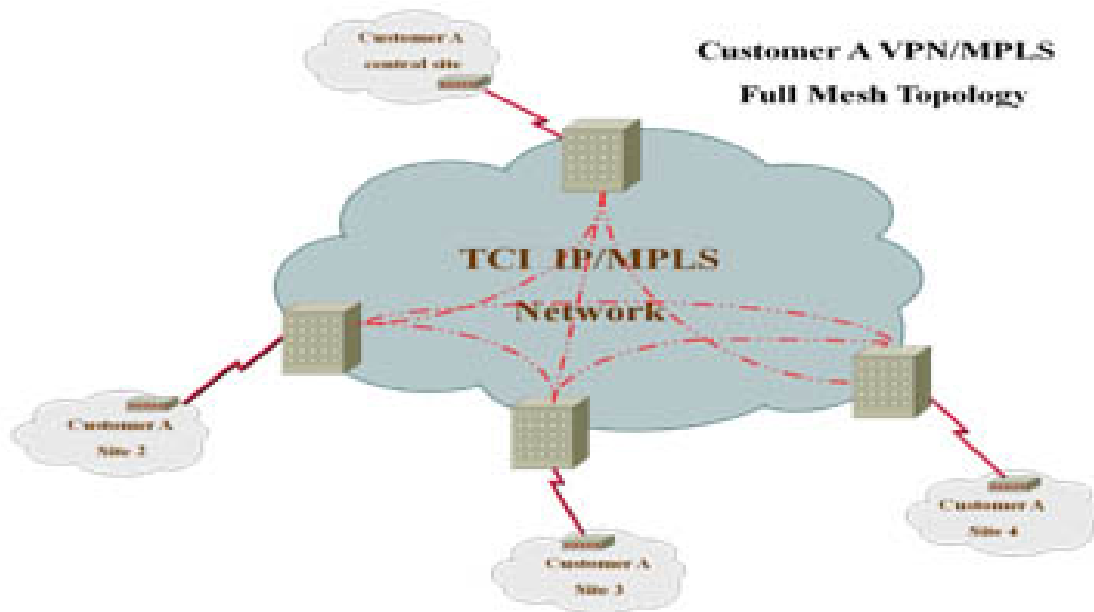 Customer A
control site
Customer A VPN/MPLS
Full Mesh Topology
TCI IP/MPLS
Network
Customer A
Site 2
Customer A
Site 3
Customer A
Site 4